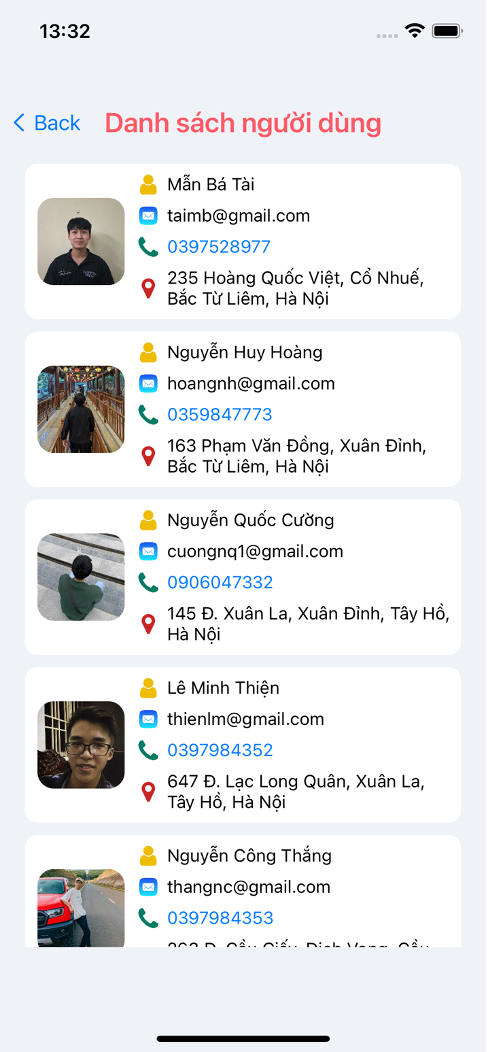 13:32
Back Danh sách người dùng
Mẫn Bá Tài
taimb@gmail.com
0397528977
235 Hoàng Quốc Việt, Cổ Nhuế,
Bắc Từ Liêm, Hà Nội
Nguyễn Huy Hoàng
hoangnh@gmail.com
0359847773
163 Phạm Văn Đồng, Xuân Đỉnh,
Bắc Từ Liêm, Hà Nội
Nguyễn Quốc Cường
cuongnq1@gmail.com
0906047332
145 Đ. Xuân La, Xuân Đỉnh, Tây Hồ,
Hà Nội
Lê Minh Thiện
thienlm@gmail.com
0397984352
647 Đ. Lạc Long Quân, Xuân La,
Tây Hồ, Hà Nội
Nguyễn Công Thắng
thangnc@gmail.com
0397984353